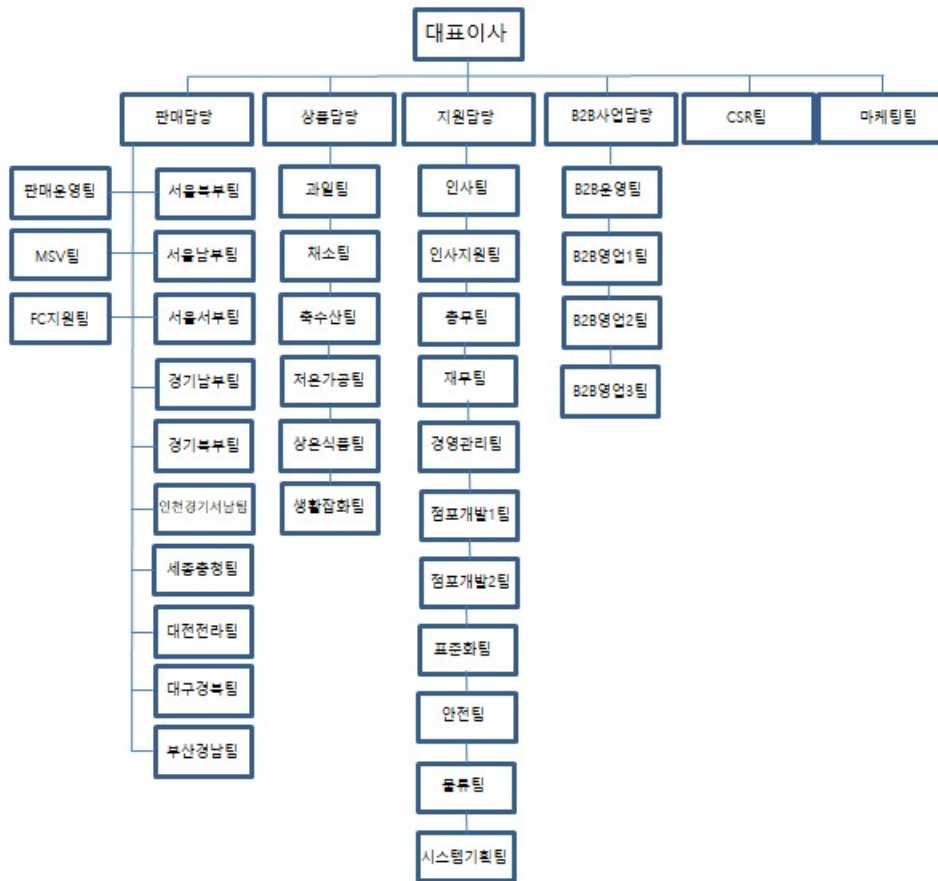 대표이사
판매담당
상품담당
지원담당
B2B사업담당
CSR팀
마케팅팀
판매운영팀
서울북부팀
과일팀
인사팀
B2B운영팀
MSV팀
서울남부팀
채소팀
인사지원팀
B2B영업1팀
FC지원팀
서울서부팀
축수산팀
총무팀
B2B영업2팀
경기남부팀
저온가공팀
재무팀
B2B영업3팀
경기북부팀
상온식품팀
경영관리팀
인천경기서남팀
생활잡화팀
점포개발1팀
세종충청팀
점포개발2팀
대전전라팀
표준화팀
대구경북팀
안전팀
부산경남팀
물류팀
시스템기획팀